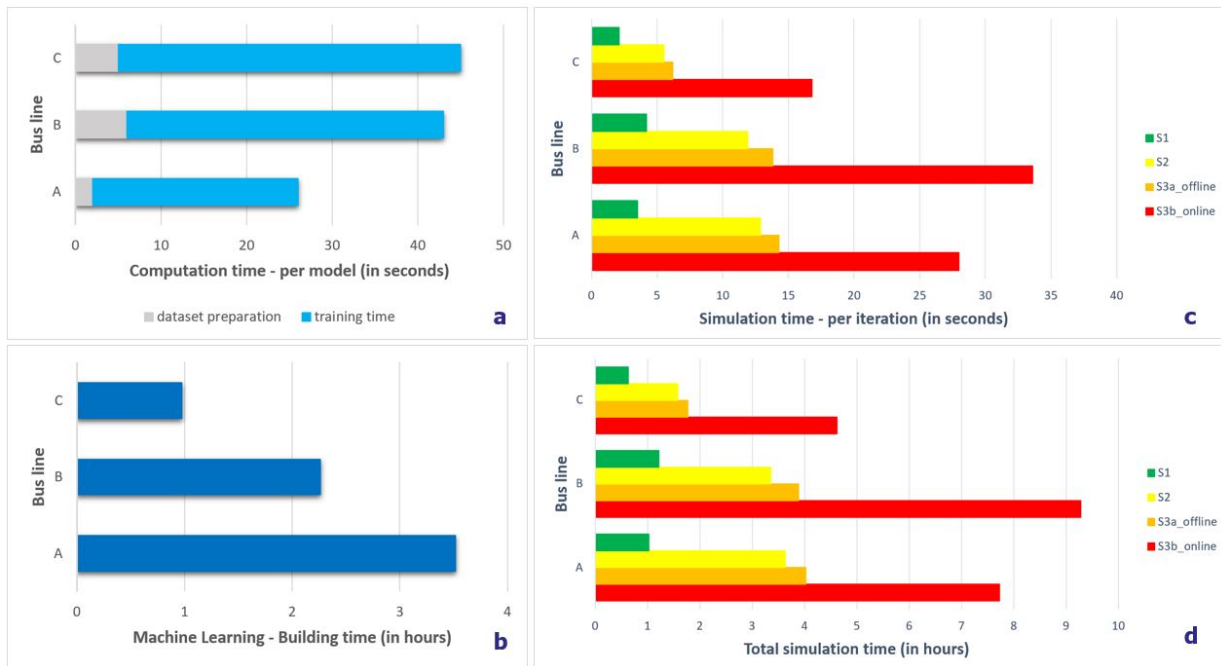 C
B
A
Bus line
0 10 20 30 40 50
Computation time - per model (in seconds)
dataset preparation training time
a
C
B
A
Bus line
0 5 10 15 20 25 30 35 40
Simulation time - per iteration (in seconds)
S1
S2
S3a_offline
S3b_online
c
C
B
A
Bus line
0 1 2 3 4
Machine Learning - Building time (in hours)
b
C
B
A
Bus line
0 1 2 3 4 5 6 7 8 9 10
Total simulation time (in hours)
S1
S2
S3a_offline
S3b_online
d